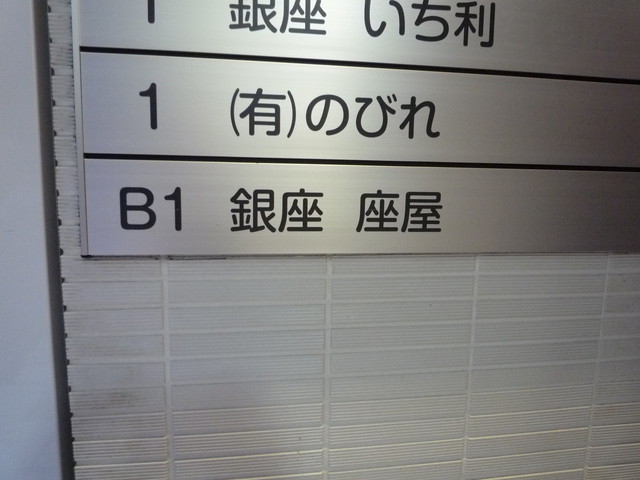 1 銀座 いち利
1 (有)のびれ
B1 銀座 座屋